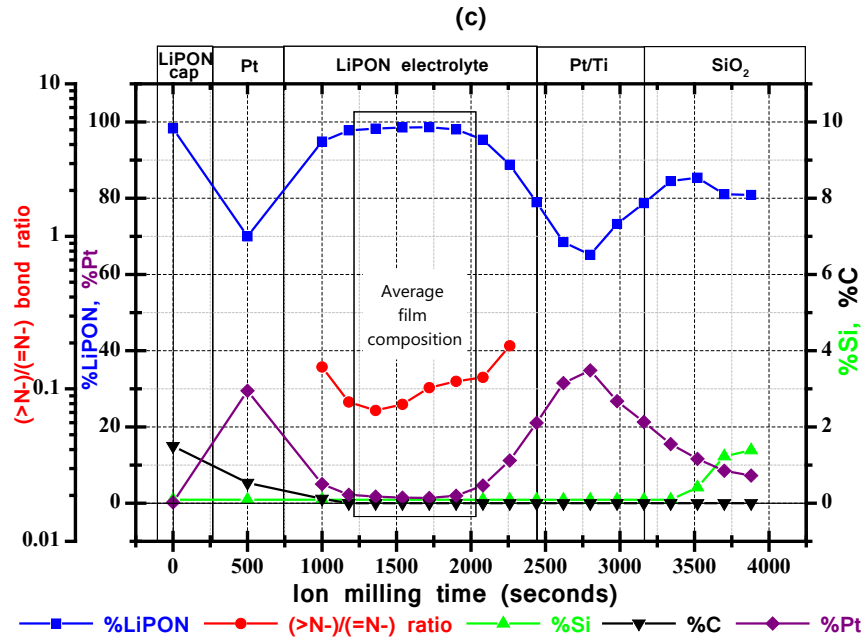 (c)
LiPON cap
Pt
LiPON electrolyte
Pt/Ti
SiO₂
(>N-)/(=N-) bond ratio
10
1
0.1
0.01
%LiPON, %Pt
100
80
60
20
0
Average
film
composition
10
8
6
4
2
0
%Si, %C
0 500 1000 1500 2000 2500 3000 3500 4000
Ion milling time (seconds)
%LiPON (>N-)/(=N-) ratio %Si %C %Pt